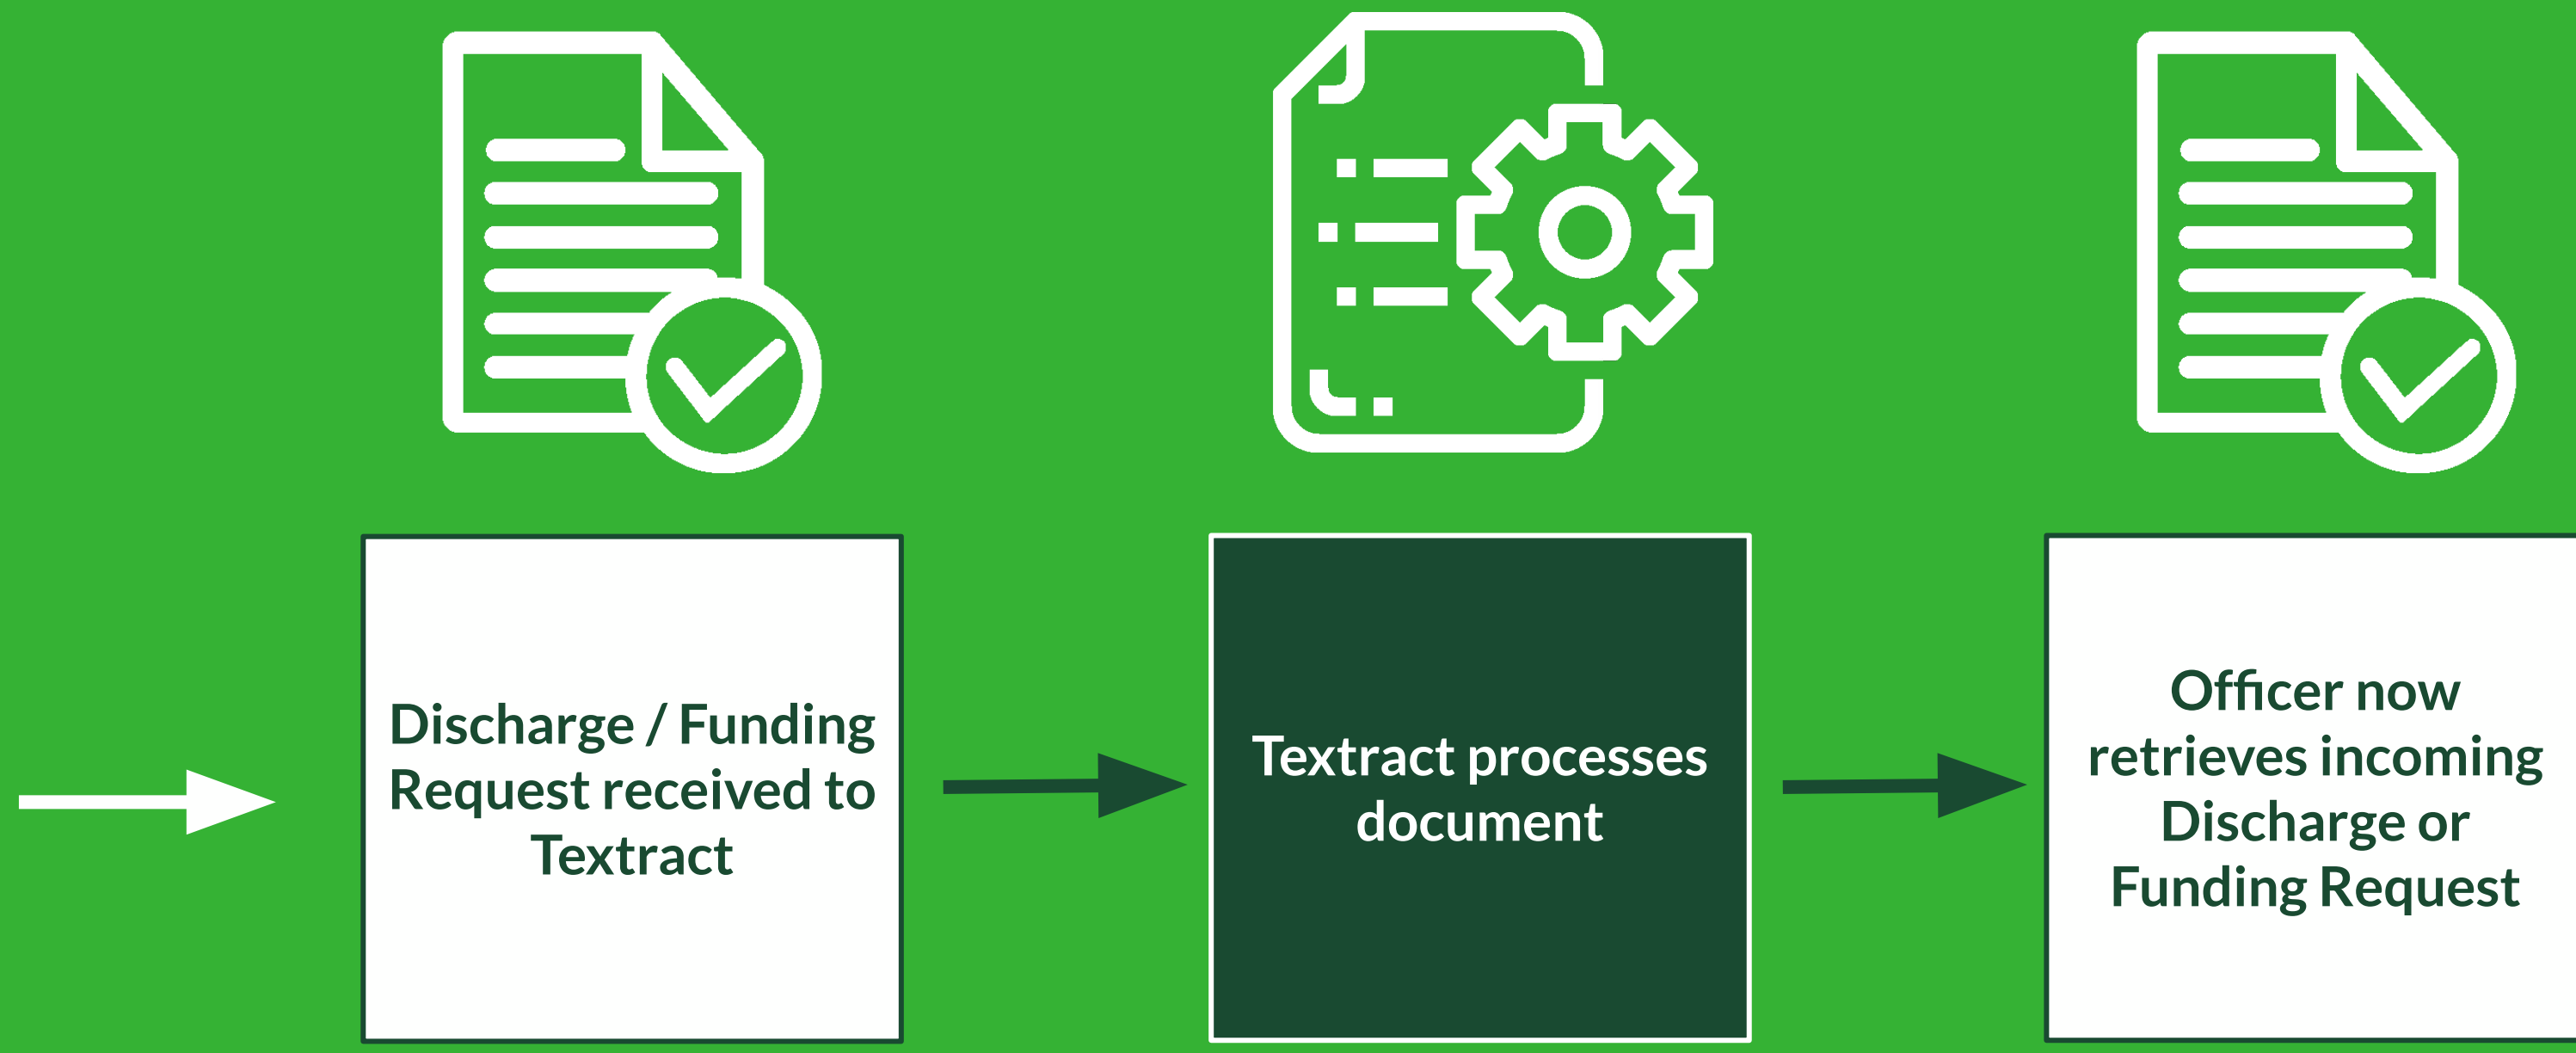 Discharge / Funding
Request received to
Textract
Textract processes
document
Officer now
retrieves incoming
Discharge or
Funding Request